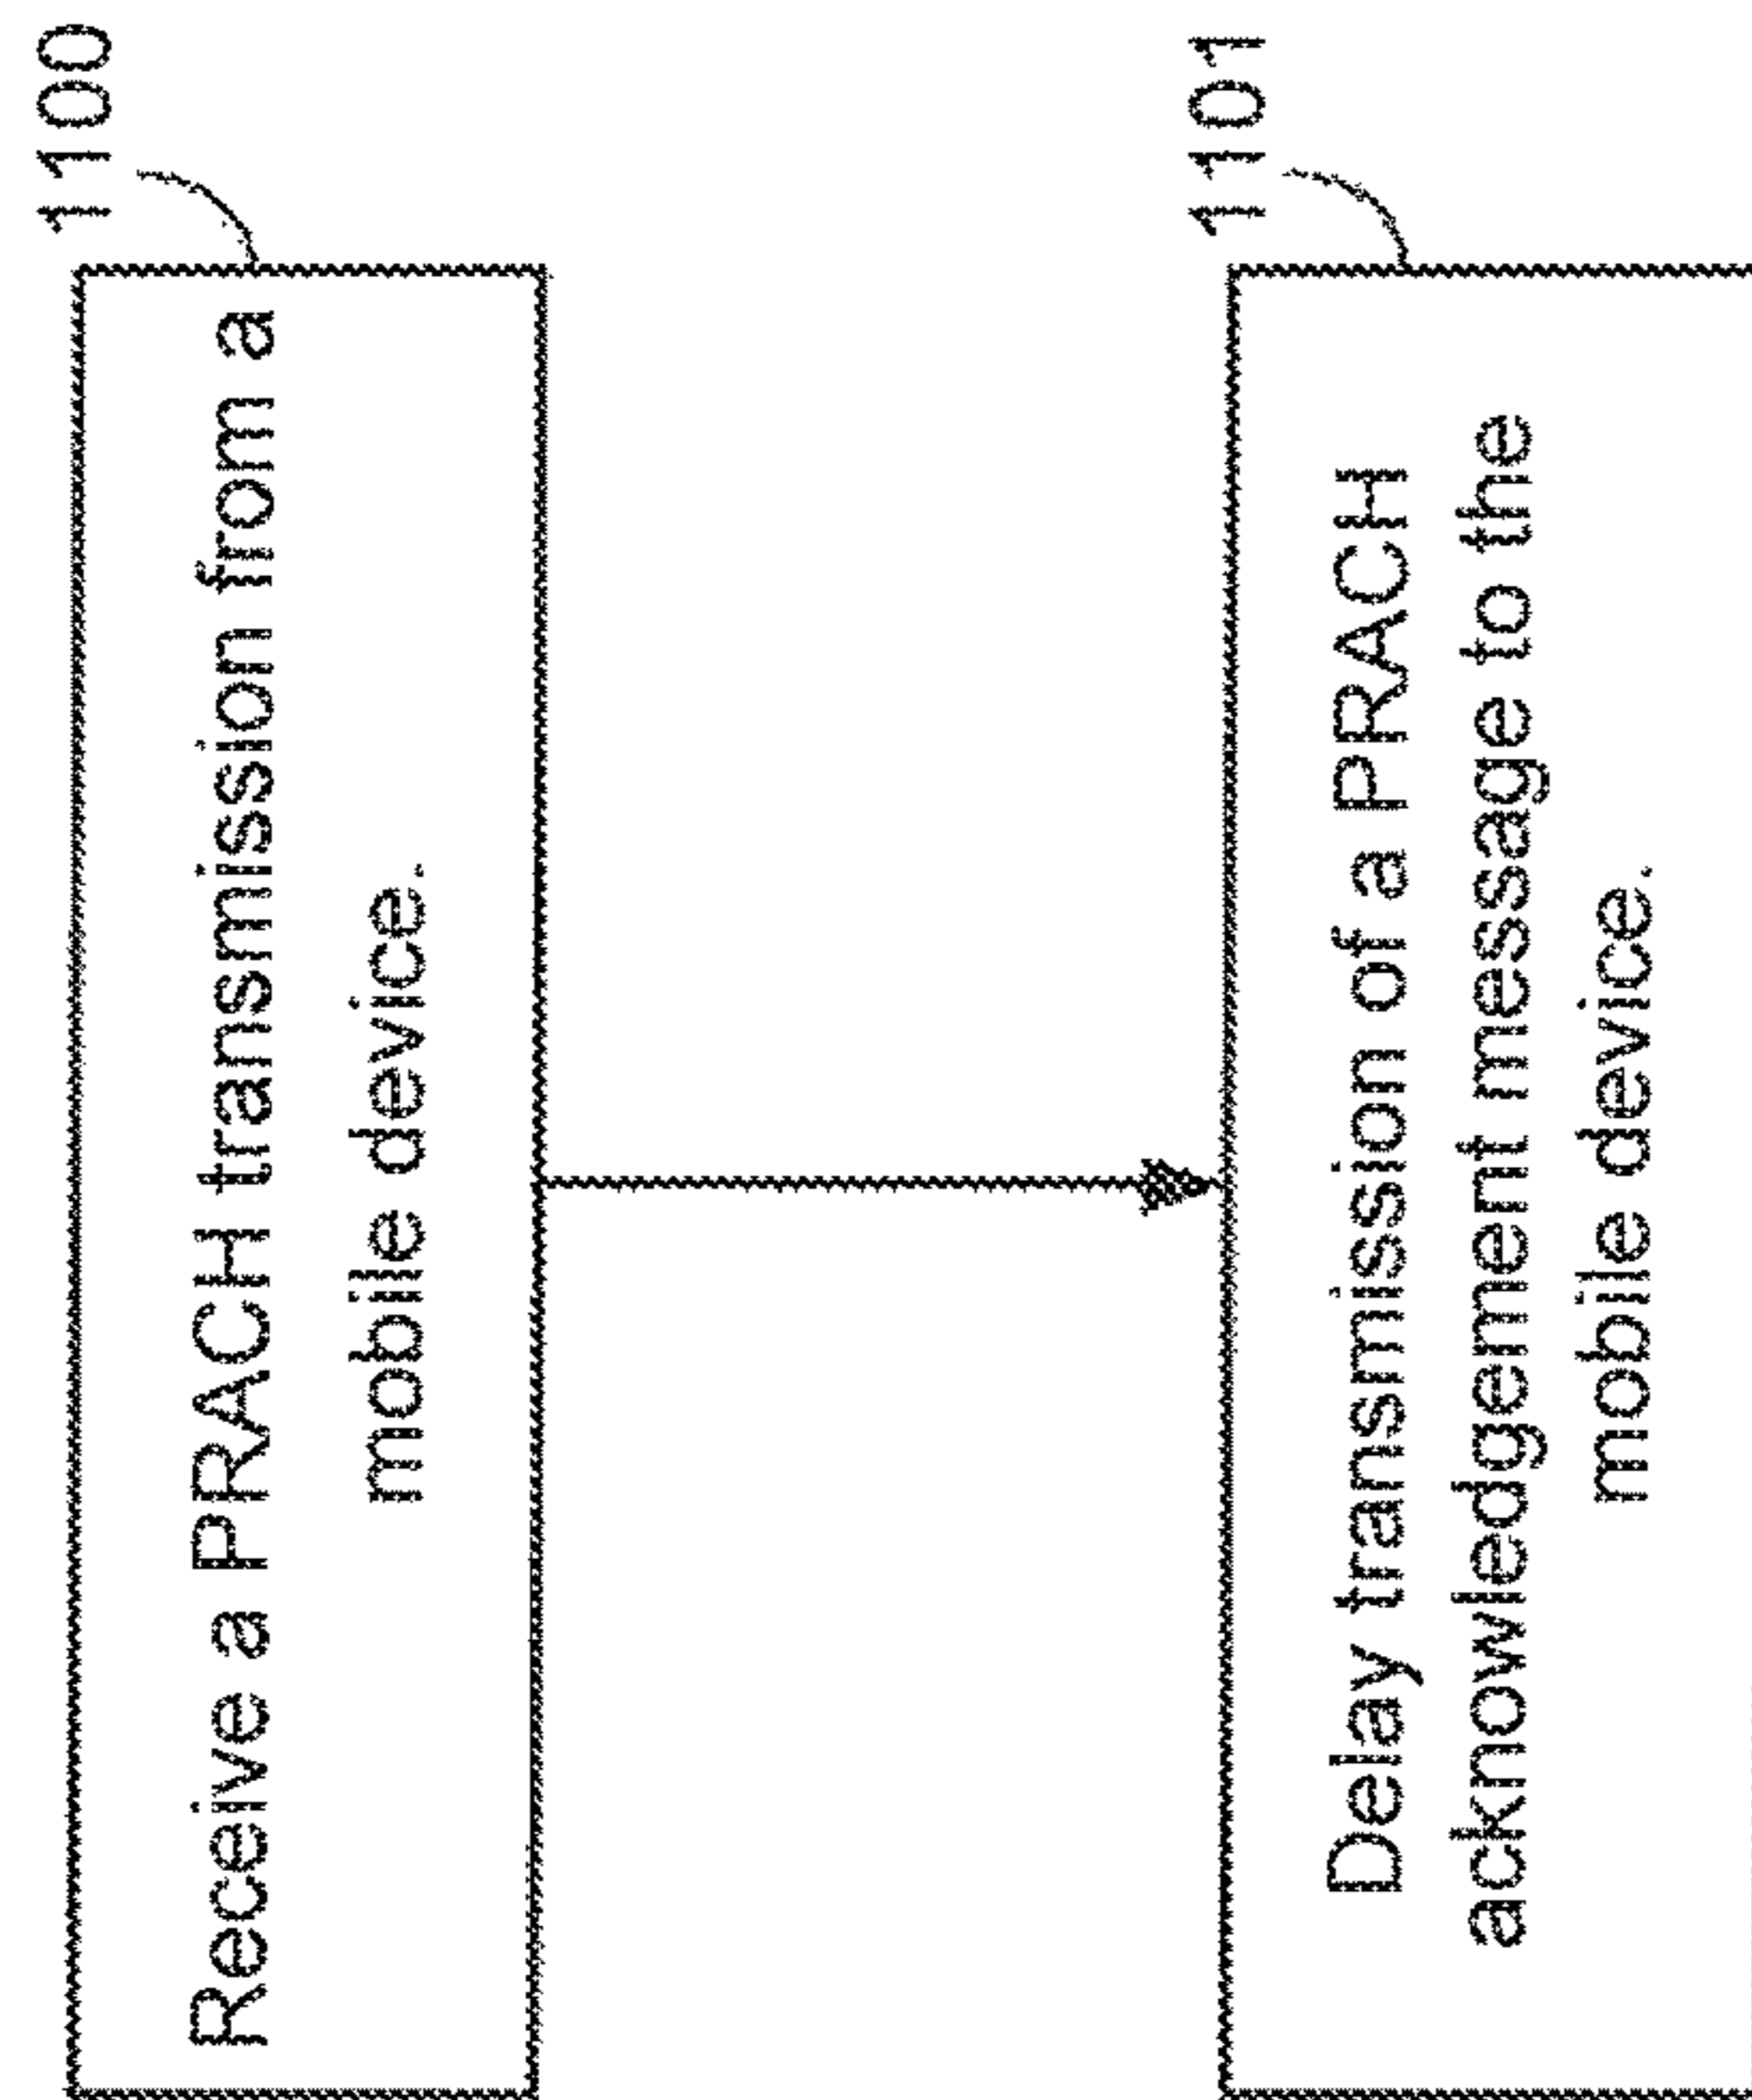 Receive a PRACH transmission from a
mobile device.
1100
Delay transmission of a PRACH
acknowledgement message to the
mobile device.
1101